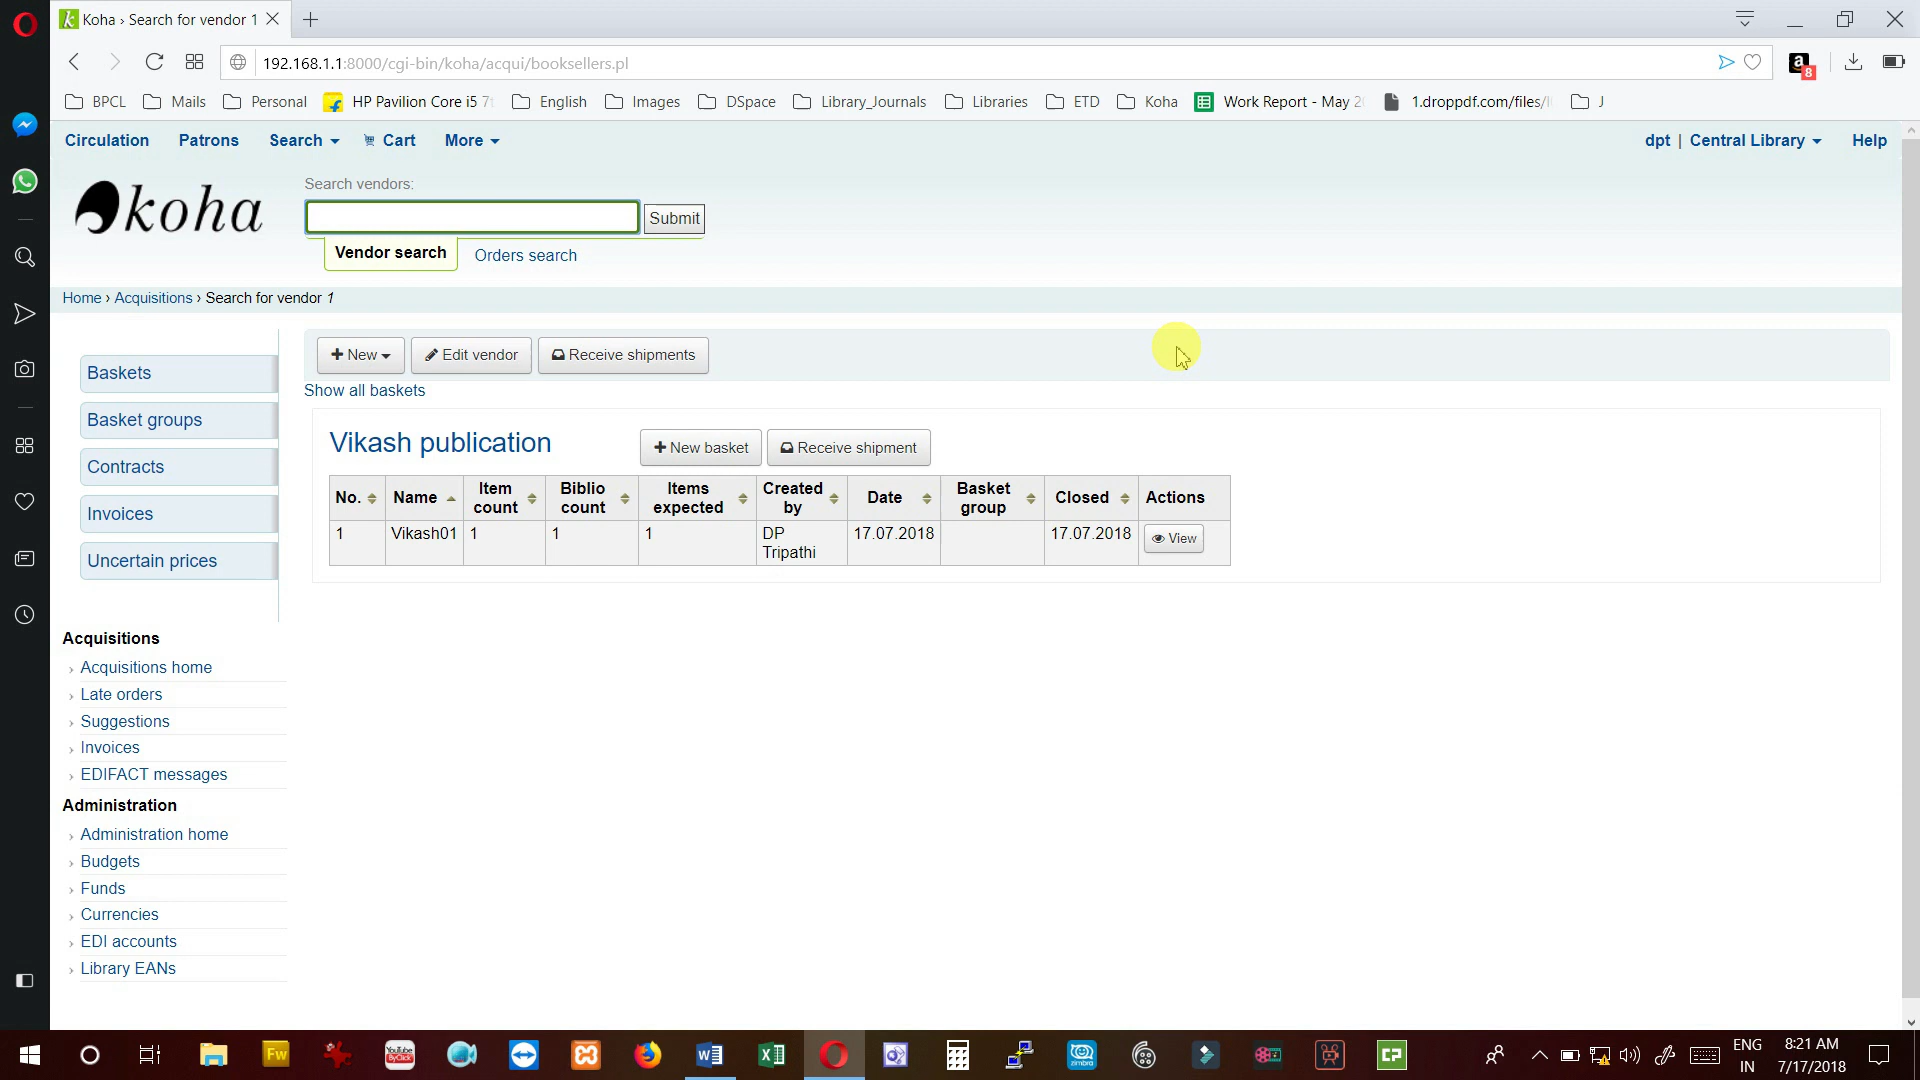 Koha › Search for vendor 1
192.168.1.1:8000/cgi-bin/koha/acqui/booksellers.pl
8
BPCL Mails Personal HP Pavilion Core i5 7 English Images DSpace Library_Journals Libraries ETD Koha Work Report - May 2 1.droppdf.com/files/ J
Circulation Patrons Search Cart More dpt | Central Library Help
koha
Search vendors:
Submit
Vendor search Orders search
Home › Acquisitions › Search for vendor 1
+ New Edit vendor Receive shipments
Show all baskets
Baskets
Basket groups
Contracts
Invoices
Uncertain prices
Vikash publication + New basket Receive shipment
No. Name Item count Biblio count Items expected Created by Date Basket group Closed Actions
1 Vikash01 1 1 1 DP Tripathi 17.07.2018 17.07.2018 View
Acquisitions
› Acquisitions home
› Late orders
› Suggestions
› Invoices
› EDIFACT messages
Administration
› Administration home
› Budgets
› Funds
› Currencies
› EDI accounts
› Library EANs
Fw
YouTube ByClick
zimbra
CP
ENG
IN
8:21 AM
7/17/2018